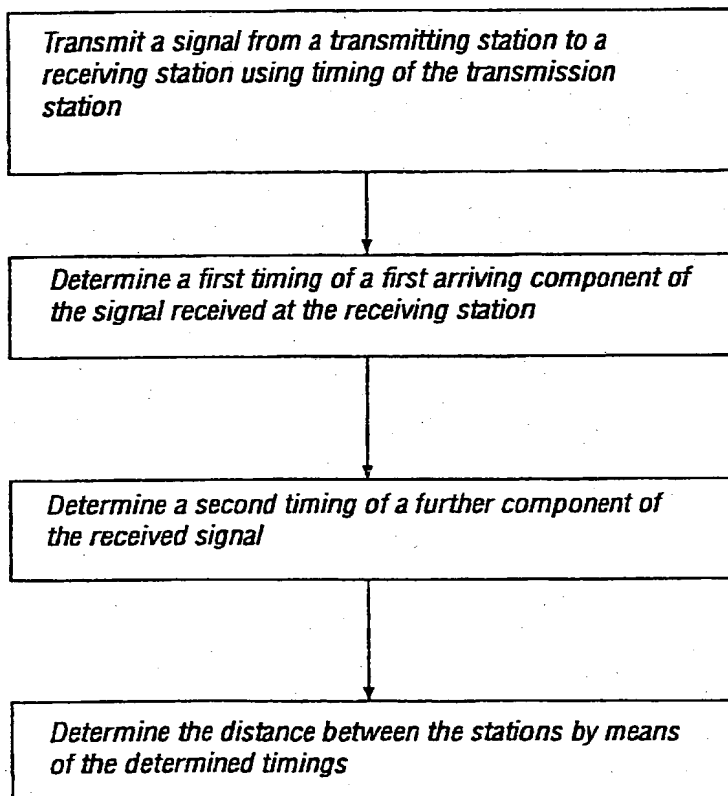 Transmit a signal from a transmitting station to a
receiving station using timing of the transmission
station
Determine a first timing of a first arriving component of
the signal received at the receiving station
Determine a second timing of a further component of
the received signal
Determine the distance between the stations by means
of the determined timings